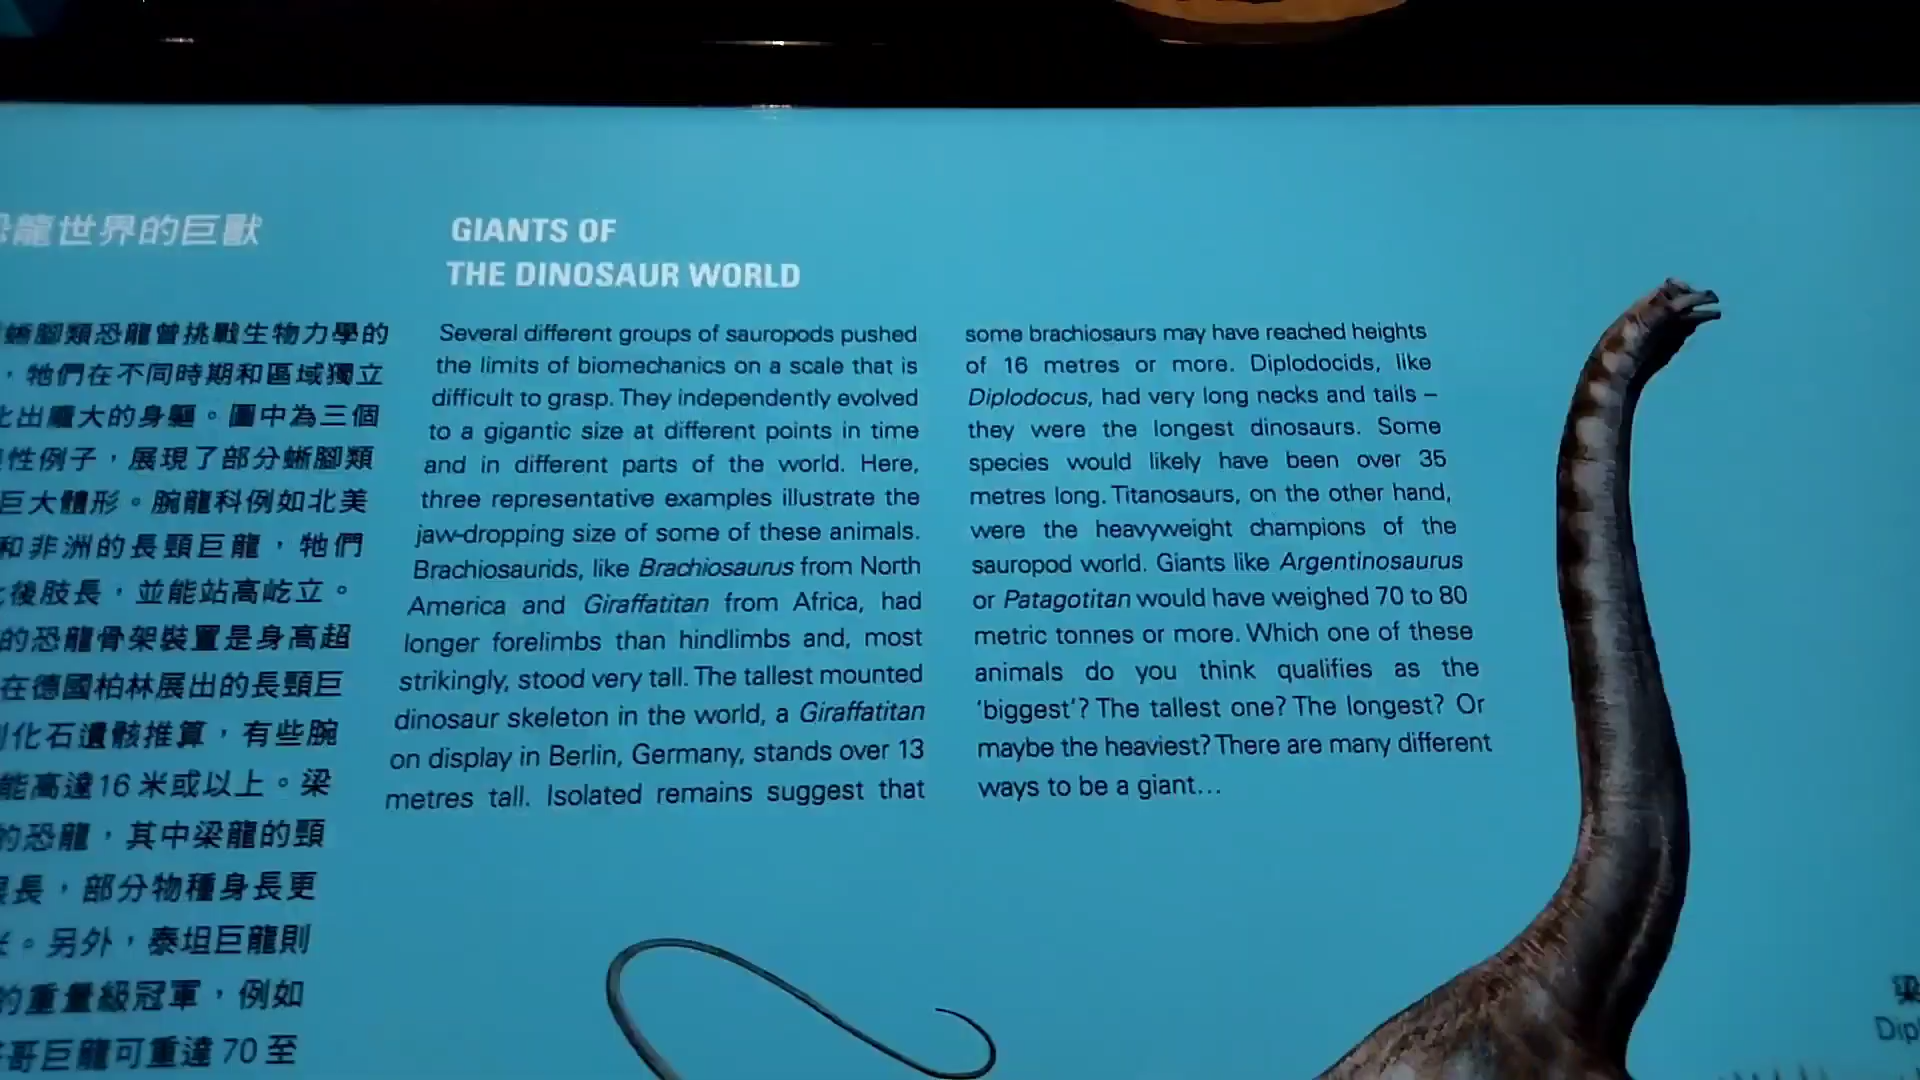 龍世界的巨獸
蜥腳類恐龍曾挑戰生物力學的
，牠們在不同時期和區域獨立
出龐大的身軀。圖中為三個
性例子，展現了部分蜥腳類
巨大體形。腕龍科例如北美
和非洲的長頸巨龍，牠們
後肢長，並能站高屹立。
的恐龍骨架裝置是身高超
在德國柏林展出的長頸巨
化石遺骸推算，有些腕
能高達16米或以上。梁
的恐龍，其中梁龍的頸
長，部分物種身長更
。另外，泰坦巨龍則
的重量級冠軍，例如
哥巨龍可重達70至
GIANTS OF
THE DINOSAUR WORLD
Several different groups of sauropods pushed
the limits of biomechanics on a scale that is
difficult to grasp. They independently evolved
to a gigantic size at different points in time
and in different parts of the world. Here,
three representative examples illustrate the
jaw-dropping size of some of these animals.
Brachiosaurids, like Brachiosaurus from North
America and Giraffatitan from Africa, had
longer forelimbs than hindlimbs and, most
strikingly, stood very tall. The tallest mounted
dinosaur skeleton in the world, a Giraffatitan
on display in Berlin, Germany, stands over 13
metres tall. Isolated remains suggest that
some brachiosaurs may have reached heights
of 16 metres or more. Diplodocids, like
Diplodocus, had very long necks and tails –
they were the longest dinosaurs. Some
species would likely have been over 35
metres long. Titanosaurs, on the other hand,
were the heavyweight champions of the
sauropod world. Giants like Argentinosaurus
or Patagotitan would have weighed 70 to 80
metric tonnes or more. Which one of these
animals do you think qualifies as the
'biggest'? The tallest one? The longest? Or
maybe the heaviest? There are many different
ways to be a giant…
梁
Dipl